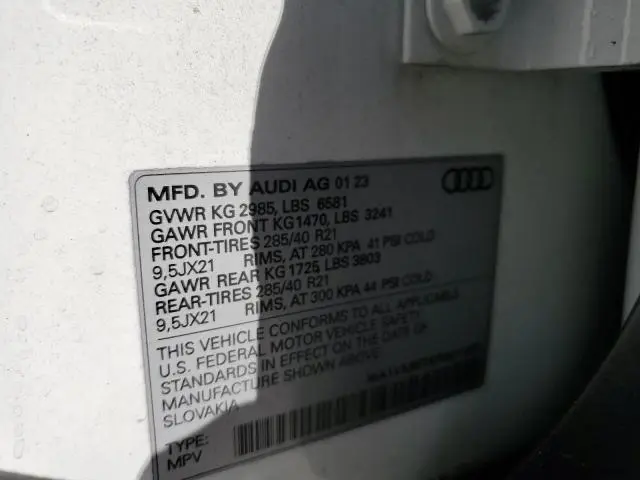 MFD. BY AUDI AG 01 23
GVWR KG 2985, LBS 6581
GAWR FRONT KG1470, LBS 3241
FRONT-TIRES 285/40 R21
9,5JX21 RIMS, AT 280 KPA 41 PSI COLD
GAWR REAR KG 1725, LBS 3803
REAR-TIRES 285/40 R21
9,5JX21 RIMS, AT 300 KPA 44 PSI COLD
THIS VEHICLE CONFORMS TO ALL APPLICABLE
U.S. FEDERAL MOTOR VEHICLE SAFETY
STANDARDS IN EFFECT ON THE DATE OF
MANUFACTURE SHOWN ABOVE.
SLOVAKIA
TYPE:
MPV